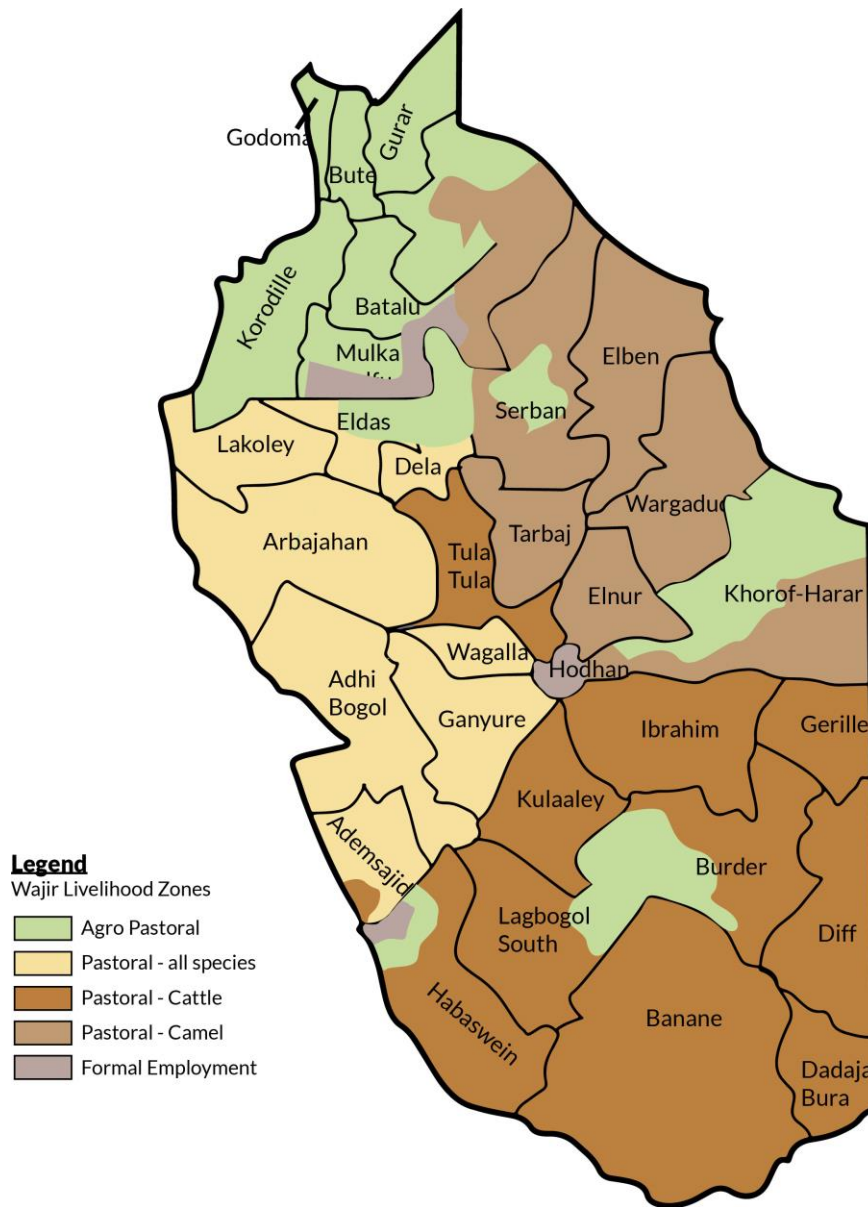 Godoma
Bute
Gurar
Korodille
Batalu
Mulka
Elben
Eldas
Serban
Lakoley
Dela
Wargadud
Arbajahan
Tula
Tula
Tarbaj
Elnur
Khorof-Harar
Wagalla
Hodhan
Adhi
Bogol
Ganyure
Ibrahim
Gerille
Kulaaley
Ademsajid
Burder
Lagbogol
South
Diff
Habaswein
Banane
Dadaja
Bura
Legend
Wajir Livelihood Zones
Agro Pastoral
Pastoral - all species
Pastoral - Cattle
Pastoral - Camel
Formal Employment